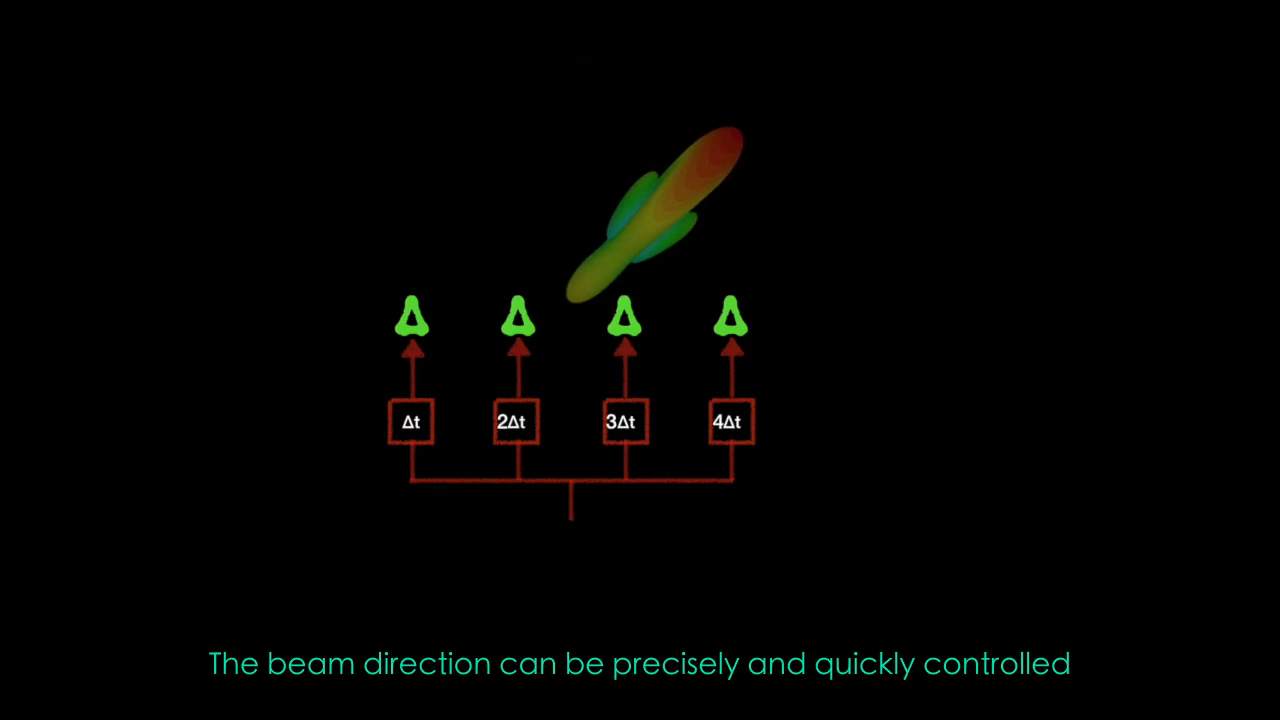 Δt 2Δt 3Δt 4Δt
The beam direction can be precisely and quickly controlled